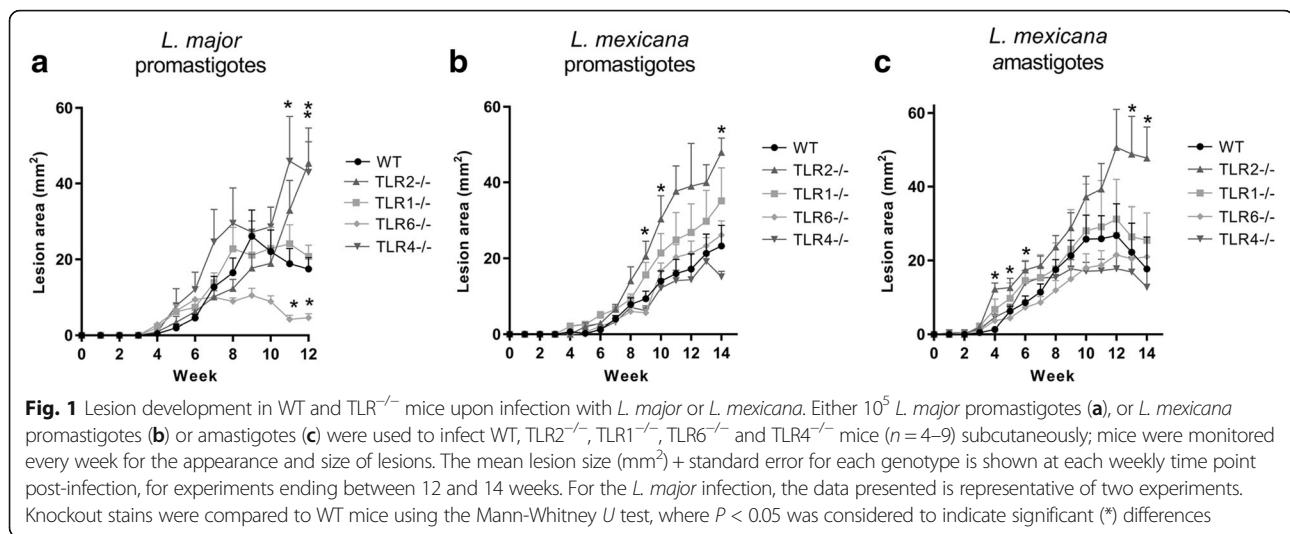 a
L. major
promastigotes
Lesion area (mm²)
60
40
20
0
0 2 4 6 8 10 12
Week
* * *
* *
WT
TLR2-/-
TLR1-/-
TLR6-/-
TLR4-/-
b
L. mexicana
promastigotes
Lesion area (mm²)
60
40
20
0
0 2 4 6 8 10 12 14
Week
* * *
WT
TLR2-/-
TLR1-/-
TLR6-/-
TLR4-/-
c
L. mexicana
amastigotes
Lesion area (mm²)
60
40
20
0
0 2 4 6 8 10 12 14
Week
* * * * *
WT
TLR2-/-
TLR1-/-
TLR6-/-
TLR4-/-
Fig. 1 Lesion development in WT and TLR⁻/⁻ mice upon infection with L. major or L. mexicana. Either 10⁵ L. major promastigotes (a), or L. mexicana
promastigotes (b) or amastigotes (c) were used to infect WT, TLR2⁻/⁻, TLR1⁻/⁻, TLR6⁻/⁻ and TLR4⁻/⁻ mice (n = 4–9) subcutaneously; mice were monitored
every week for the appearance and size of lesions. The mean lesion size (mm²) + standard error for each genotype is shown at each weekly time point
post-infection, for experiments ending between 12 and 14 weeks. For the L. major infection, the data presented is representative of two experiments.
Knockout stains were compared to WT mice using the Mann-Whitney U test, where P < 0.05 was considered to indicate significant (*) differences